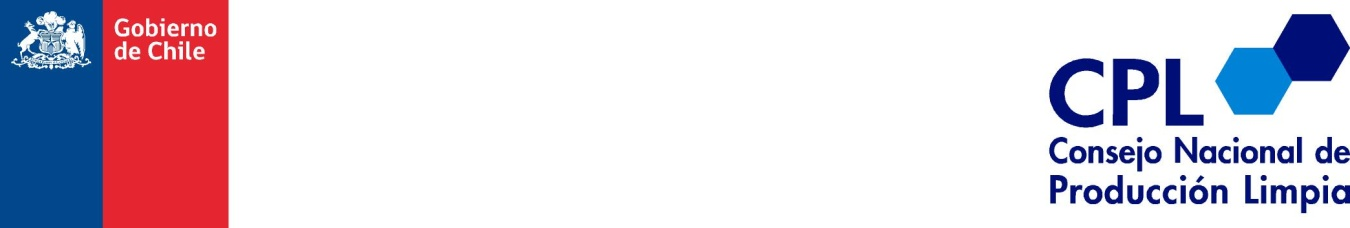 Gobierno
de Chile
CPL
Consejo Nacional de
Producción Limpia